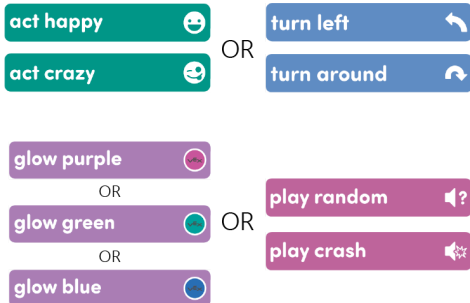 act happy
act crazy
OR
turn left
turn around
glow purple
OR
glow green
OR
glow blue
OR
play random
play crash